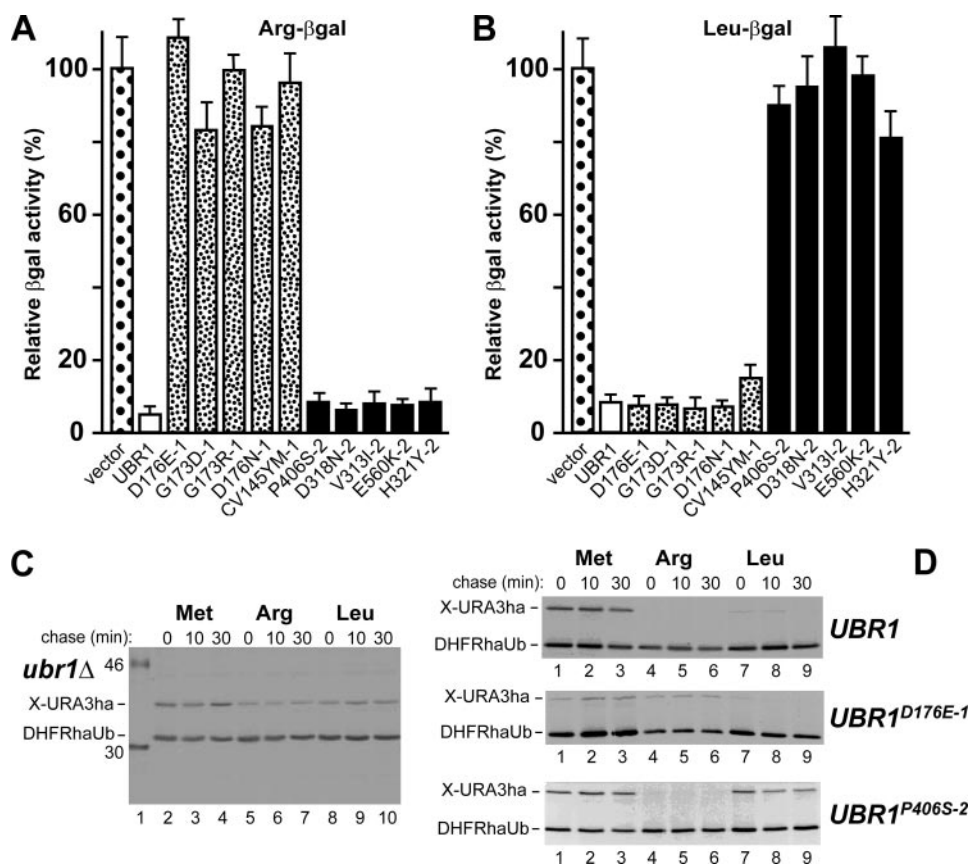 A
Arg-βgal
Relative βgal activity (%)
100
60
20
0
vector
UBR1
D176E-1
G173D-1
G173R-1
D176N-1
CV145YM-1
P406S-2
D318N-2
V313I-2
E560K-2
H321Y-2
B
Leu-βgal
Relative βgal activity (%)
100
60
20
0
vector
UBR1
D176E-1
G173D-1
G173R-1
D176N-1
CV145YM-1
P406S-2
D318N-2
V313I-2
E560K-2
H321Y-2
C
Met Arg Leu
chase (min): 0 10 30 0 10 30 0 10 30
ubr1Δ 46
X-URA3ha –
DHFRhaUb –
30
1 2 3 4 5 6 7 8 9 10
D
Met Arg Leu
chase (min): 0 10 30 0 10 30 0 10 30
X-URA3ha –
DHFRhaUb –
UBR1
1 2 3 4 5 6 7 8 9
X-URA3ha –
DHFRhaUb –
UBR1D176E-1
1 2 3 4 5 6 7 8 9
X-URA3ha –
DHFRhaUb –
UBR1P406S-2
1 2 3 4 5 6 7 8 9